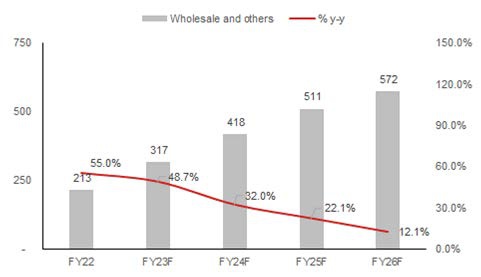 Wholesale and others
% y-y
750
500
250
-
150.0%
120.0%
90.0%
60.0%
30.0%
0.0%
213
317
418
511
572
55.0%
48.7%
32.0%
22.1%
12.1%
FY22
FY23F
FY24F
FY25F
FY26F